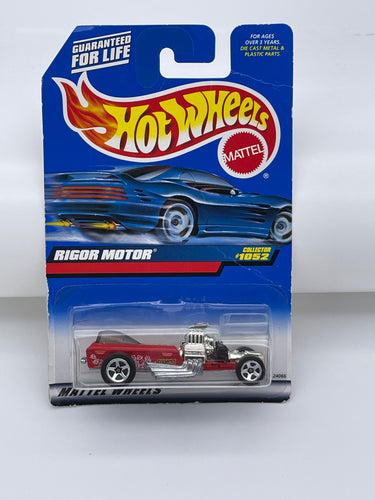 GUARANTEED
FOR LIFE
FOR AGES
OVER 3 YEARS.
DIE CAST METAL &
PLASTIC PARTS.
HOT WHEELS
MATTEL
®
RIGOR MOTOR
COLLECTOR
#1052
24066
MATTEL WHEELS